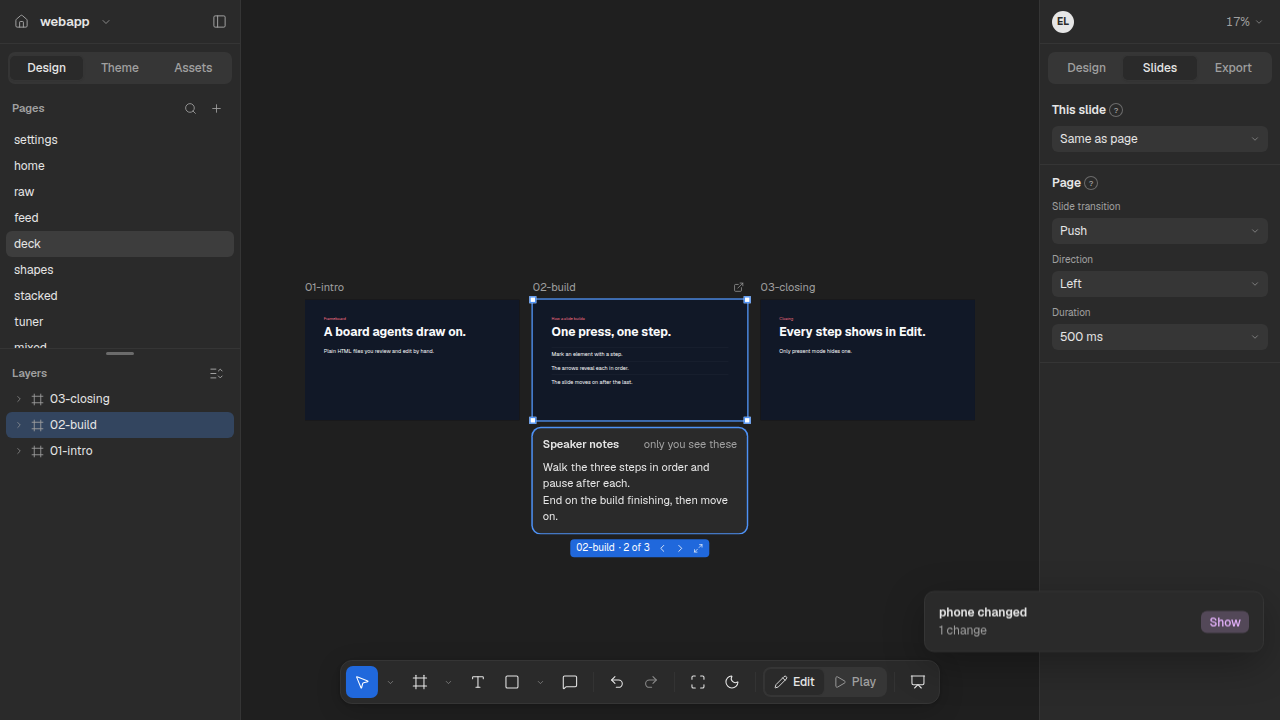 webapp
Design
Theme
Assets
Pages
settings
home
raw
feed
deck
shapes
stacked
tuner
mixed
Layers
03-closing
02-build
01-intro
01-intro
Frameboard
A board agents draw on.
Plain HTML files you review and edit by hand.
02-build
How a slide builds
One press, one step.
Mark an element with a step.
The arrows reveal each in order.
The slide moves on after the last.
03-closing
Closing
Every step shows in Edit.
Only present mode hides one.
Speaker notes only you see these
Walk the three steps in order and
pause after each.
End on the build finishing, then move
on.
02-build · 2 of 3
Edit
Play
EL
17%
Design
Slides
Export
This slide ?
Same as page
Page ?
Slide transition
Push
Direction
Left
Duration
500 ms
phone changed
1 change
Show